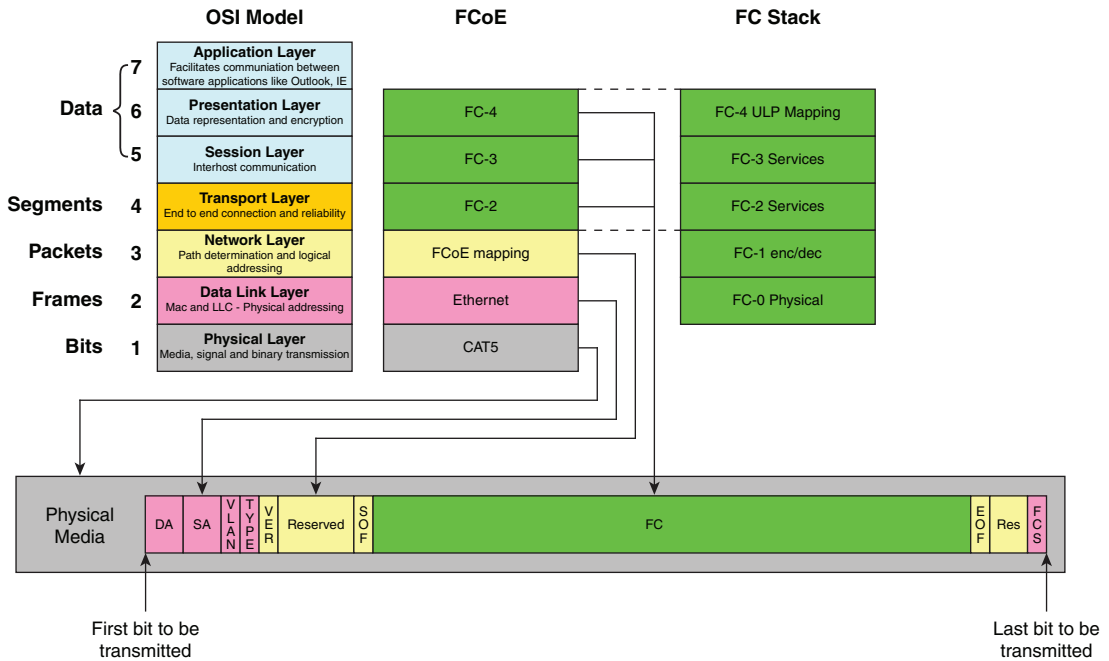 OSI Model
FCoE
FC Stack
Data
7
Application Layer
Facilitates communiation between
software applications like Outlook, IE
6
Presentation Layer
Data representation and encryption
FC-4
FC-4 ULP Mapping
5
Session Layer
Interhost communication
FC-3
FC-3 Services
Segments
4
Transport Layer
End to end connection and reliability
FC-2
FC-2 Services
Packets
3
Network Layer
Path determination and logical
addressing
FCoE mapping
FC-1 enc/dec
Frames
2
Data Link Layer
Mac and LLC - Physical addressing
Ethernet
FC-0 Physical
Bits
1
Physical Layer
Media, signal and binary transmission
CAT5
Physical
Media
DA
SA
VLAN
TYPE
VER
Reserved
SOF
FC
EOF
Res
FCS
First bit to be
transmitted
Last bit to be
transmitted